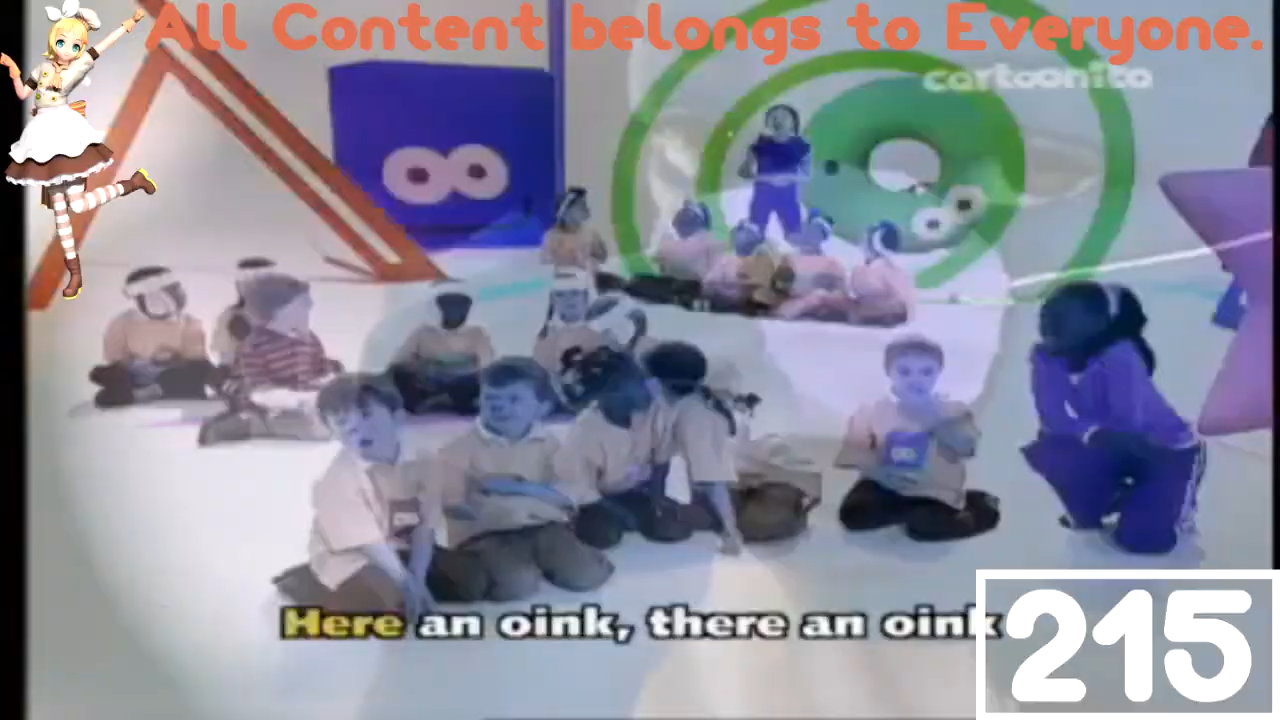 All Content belongs to Everyone.
cartoonito
Here an oink, there an oink
215